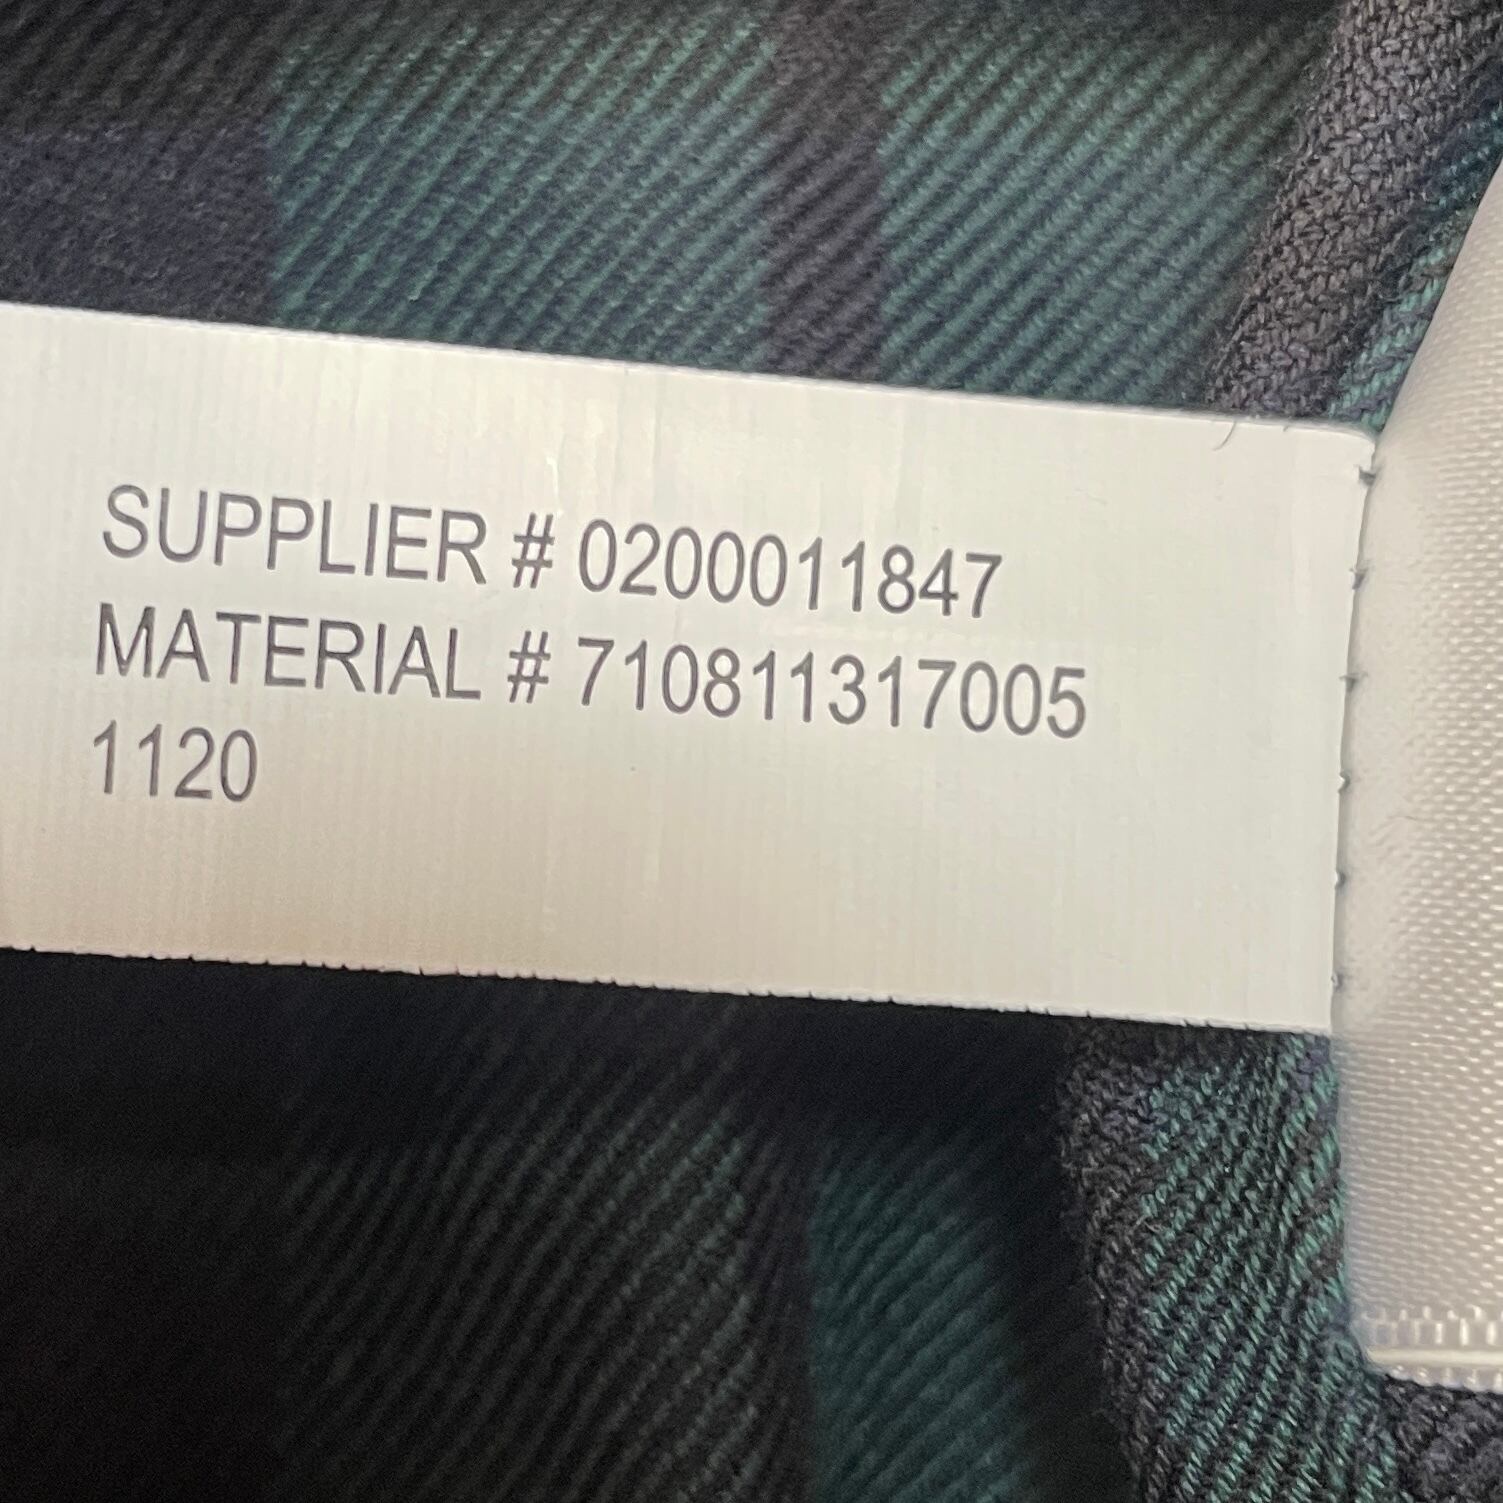 SUPPLIER # 0200011847
MATERIAL # 710811317005
1120